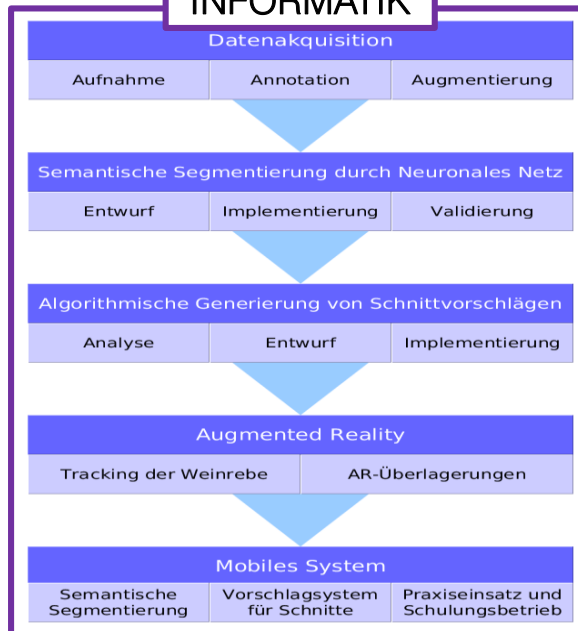 INFORMATIK
Datenakquisition
Aufnahme Annotation Augmentierung
Semantische Segmentierung durch Neuronales Netz
Entwurf Implementierung Validierung
Algorithmische Generierung von Schnittvorschlägen
Analyse Entwurf Implementierung
Augmented Reality
Tracking der Weinrebe AR-Überlagerungen
Mobiles System
Semantische Vorschlagsystem Praxiseinsatz und
Segmentierung für Schnitte Schulungsbetrieb